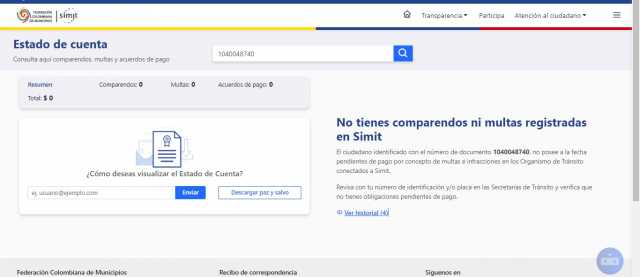 FEDERACIÓN
COLOMBIANA
DE MUNICIPIOS
simit
Transparencia
Participa
Atención al ciudadano
Estado de cuenta
Consulta aquí comparendos, multas y acuerdos de pago
1040048740
Resumen
Comparendos: 0
Multas: 0
Acuerdos de pago: 0
Total: $ 0
¿Cómo deseas visualizar el Estado de Cuenta?
ej. usuario@ejemplo.com
Enviar
Descargar paz y salvo
No tienes comparendos ni multas registradas
en Simit
El ciudadano identificado con el número de documento 1040048740, no posee a la fecha
pendientes de pago por concepto de multas e infracciones en los Organismo de Tránsito
conectados a Simit.
Revisa con tu número de identificación y/o placa en las Secretarías de Tránsito y verifica que
no tienes obligaciones pendientes de pago.
Ver historial (4)
Federación Colombiana de Municipios
Recibo de correspondencia
Síguenos en